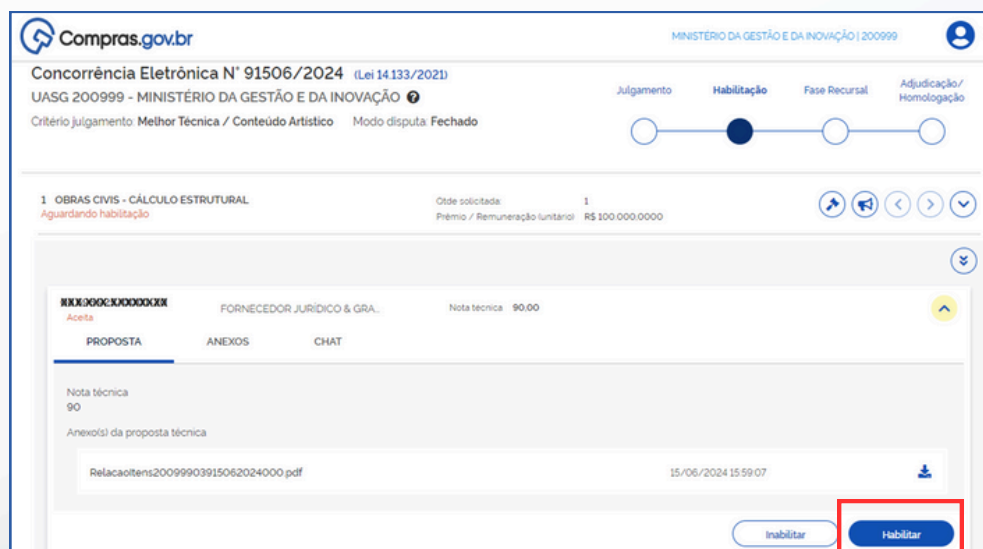 Compras.gov.br
MINISTÉRIO DA GESTÃO E DA INOVAÇÃO | 200999
Concorrência Eletrônica N° 91506/2024 (Lei 14.133/2021)
UASG 200999 - MINISTÉRIO DA GESTÃO E DA INOVAÇÃO
Critério julgamento: Melhor Técnica / Conteúdo Artístico Modo disputa: Fechado
Julgamento Habilitação Fase Recursal Adjudicação/
Homologação
1 OBRAS CIVIS - CÁLCULO ESTRUTURAL
Aguardando habilitação
Qtde solicitada: 1
Prêmio / Remuneração (unitário) R$ 100.000,0000
FORNECEDOR JURÍDICO & GRA... Nota técnica 90,00
Aceita
PROPOSTA ANEXOS CHAT
Nota técnica
90
Anexo(s) da proposta técnica
RelacaoItens20099903915062024000.pdf 15/06/2024 15:59:07
Inabilitar Habilitar